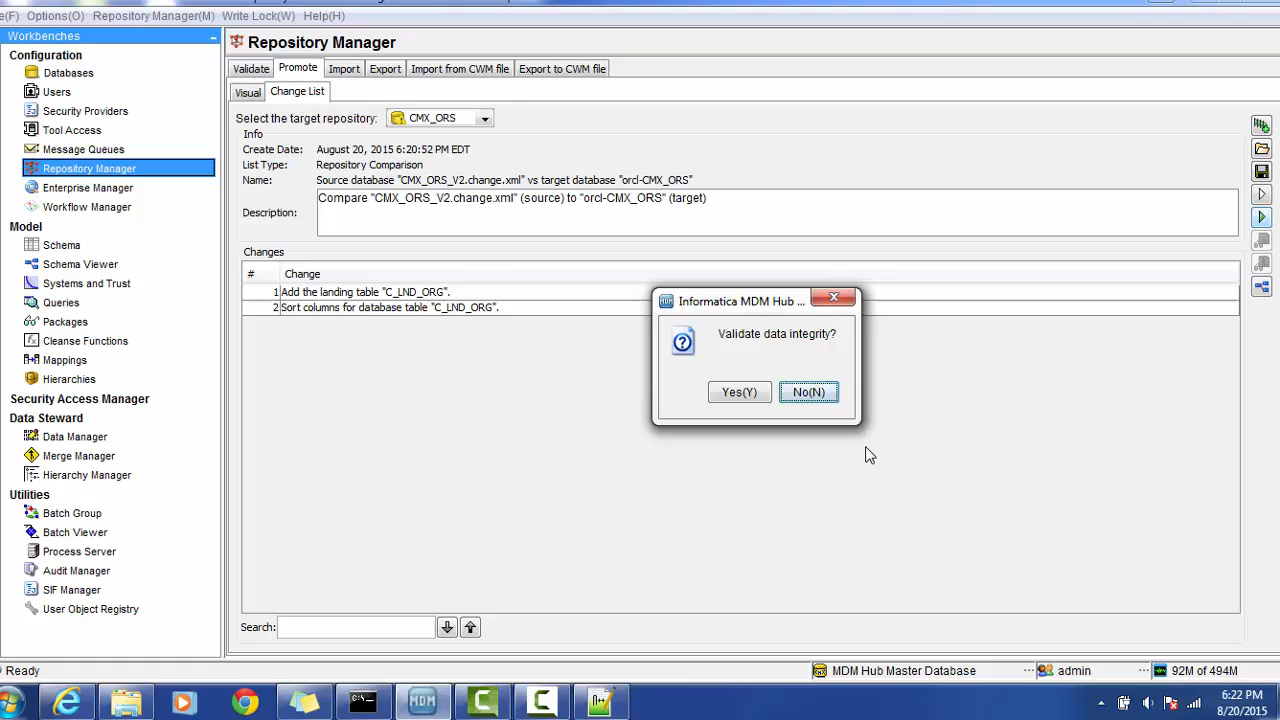 e(F) Options(O) Repository Manager(M) Write Lock(W) Help(H)
Workbenches
Configuration
Databases
Users
Security Providers
Tool Access
Message Queues
Repository Manager
Enterprise Manager
Workflow Manager
Model
Schema
Schema Viewer
Systems and Trust
Queries
Packages
Cleanse Functions
Mappings
Hierarchies
Security Access Manager
Data Steward
Data Manager
Merge Manager
Hierarchy Manager
Utilities
Batch Group
Batch Viewer
Process Server
Audit Manager
SIF Manager
User Object Registry
Repository Manager
Validate Promote Import Export Import from CWM file Export to CWM file
Visual Change List
Select the target repository: CMX_ORS
Info
Create Date: August 20, 2015 6:20:52 PM EDT
List Type: Repository Comparison
Name: Source database "CMX_ORS_V2.change.xml" vs target database "orcl-CMX_ORS"
Description: Compare "CMX_ORS_V2.change.xml" (source) to "orcl-CMX_ORS" (target)
Changes
# Change
1 Add the landing table "C_LND_ORG".
2 Sort columns for database table "C_LND_ORG".
MDM Informatica MDM Hub ...
Validate data integrity?
Yes(Y) No(N)
Search:
Ready MDM Hub Master Database admin 92M of 494M
MDM
6:22 PM
8/20/2015